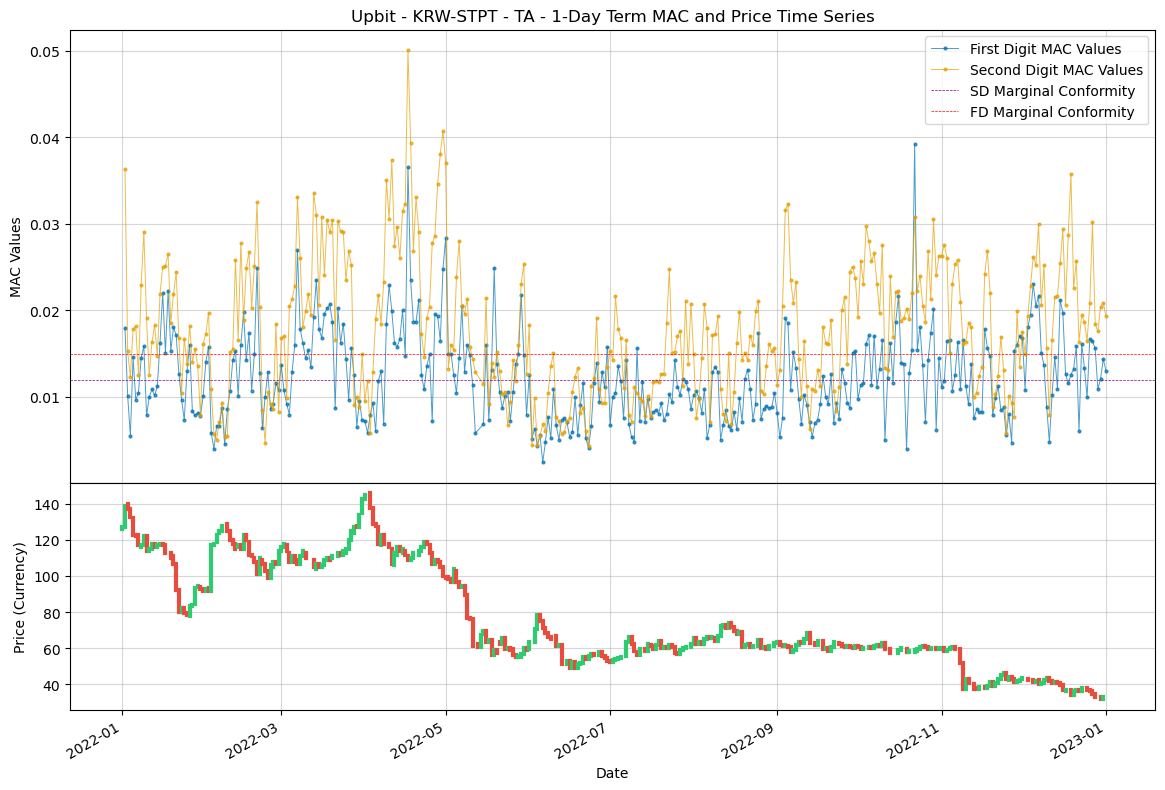 Upbit - KRW-STPT - TA - 1-Day Term MAC and Price Time Series
First Digit MAC Values
Second Digit MAC Values
SD Marginal Conformity
FD Marginal Conformity
MAC Values
0.05
0.04
0.03
0.02
0.01
Price (Currency)
140
120
100
80
60
40
2022-01
2022-03
2022-05
2022-07
2022-09
2022-11
2023-01
Date